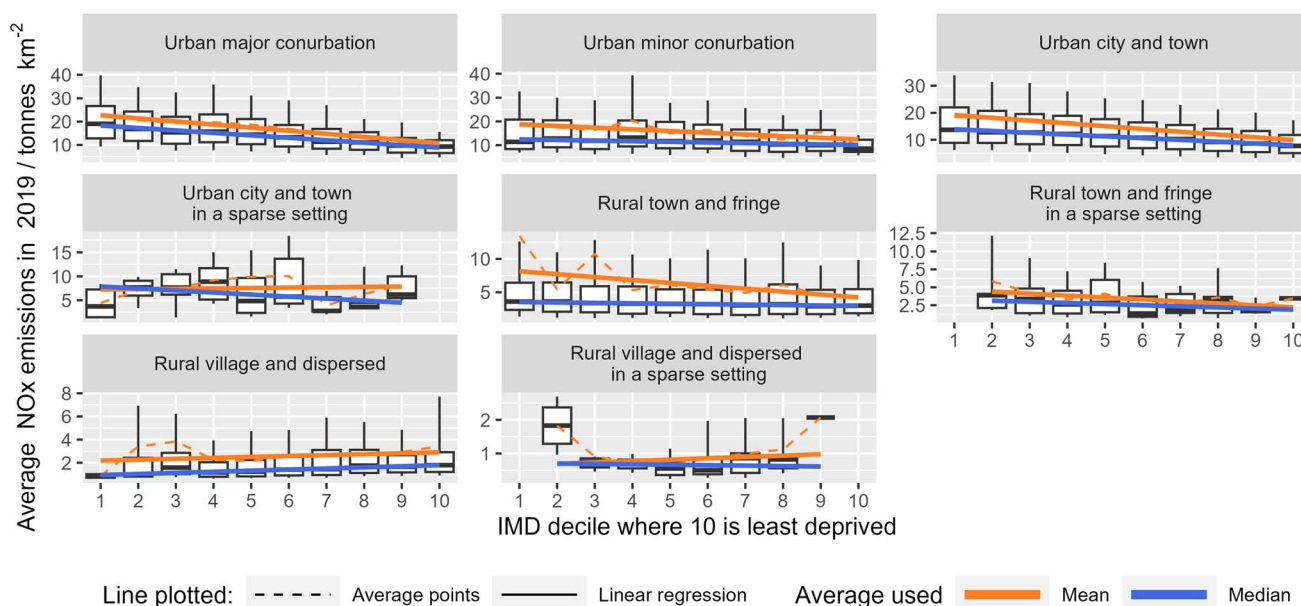 Average NOx emissions in 2019 / tonnes km-2
Urban major conurbation
Urban minor conurbation
Urban city and town
40
30
20
10
40
30
20
10
30
20
10
Urban city and town
in a sparse setting
Rural town and fringe
Rural town and fringe
in a sparse setting
15
10
5
10
5
12.5
10.0
7.5
5.0
2.5
1 2 3 4 5 6 7 8 9 10
Rural village and dispersed
Rural village and dispersed
in a sparse setting
8
6
4
2
2
1
1 2 3 4 5 6 7 8 9 10
1 2 3 4 5 6 7 8 9 10
IMD decile where 10 is least deprived
Line plotted: Average points Linear regression Average used Mean Median